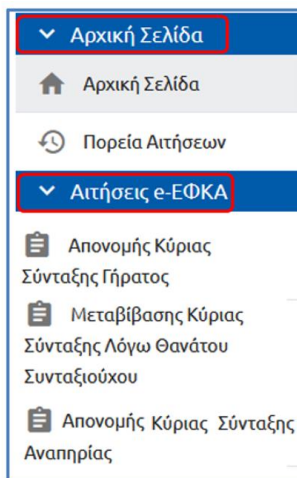 Αρχική Σελίδα
Αρχική Σελίδα
Πορεία Αιτήσεων
Αιτήσεις e-ΕΦΚΑ
Απονομής Κύριας
Σύνταξης Γήρατος
Μεταβίβασης Κύριας
Σύνταξης Λόγω Θανάτου
Συνταξιούχου
Απονομής Κύριας Σύνταξης
Αναπηρίας